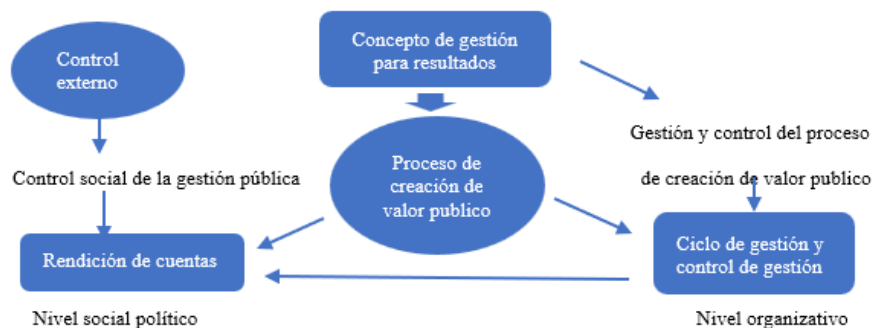 Control
externo
Concepto de gestión
para resultados
Gestión y control del proceso
de creación de valor publico
Control social de la gestión pública
Proceso de
creación de
valor publico
Rendición de cuentas
Ciclo de gestión y
control de gestión
Nivel social político
Nivel organizativo